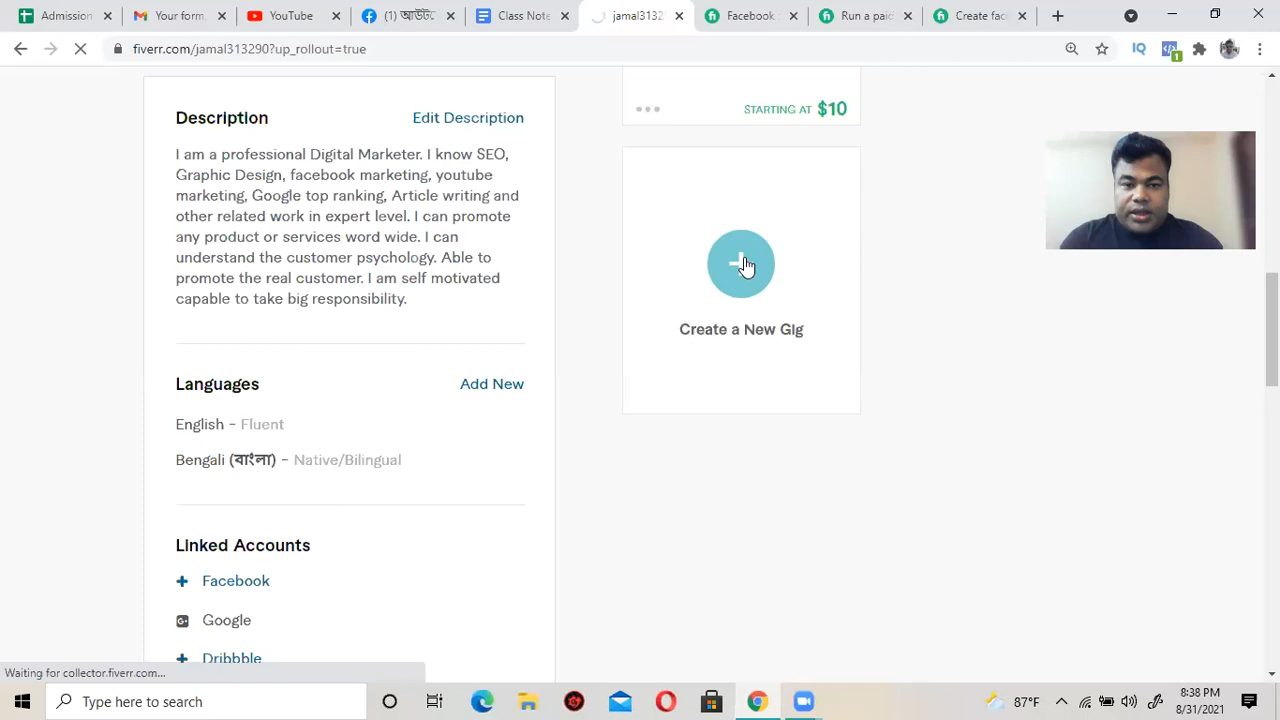 Admission
Your form
YouTube
Class Note
jamal3132
Facebook
Run a paid
Create fac
fiverr.com/jamal313290?up_rollout=true
IQ
1
Description
Edit Description
I am a professional Digital Marketer. I know SEO,
Graphic Design, facebook marketing, youtube
marketing, Google top ranking, Article writing and
other related work in expert level. I can promote
any product or services word wide. I can
understand the customer psychology. Able to
promote the real customer. I am self motivated
capable to take big responsibility.
Languages
Add New
English - Fluent
Bengali (বাংলা) - Native/Bilingual
Linked Accounts
Facebook
Google
Dribbble
STARTING AT $10
Create a New Gig
Waiting for collector.fiverr.com...
Type here to search
87°F
8:38 PM
8/31/2021